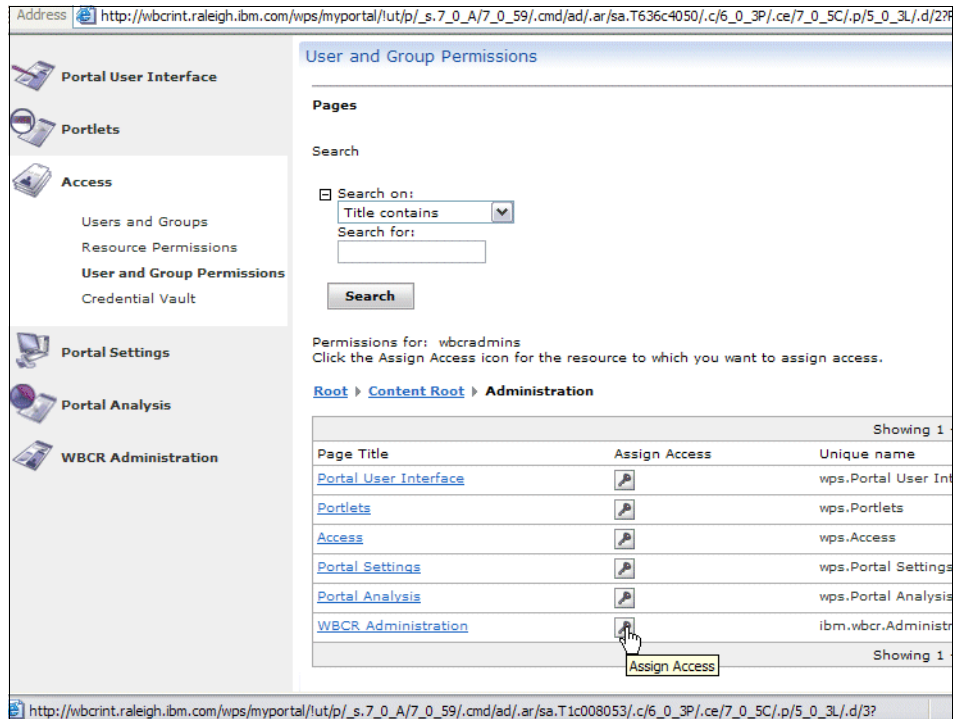 Address http://wbcrint.raleigh.ibm.com/wps/myportal/!ut/p/_s.7_0_A/7_0_59/.cmd/ad/.ar/sa.T636c4050/.c/6_0_3P/.ce/7_0_5C/.p/5_0_3L/.d/2?
Portal User Interface
Portlets
Access
Users and Groups
Resource Permissions
User and Group Permissions
Credential Vault
Portal Settings
Portal Analysis
WBCR Administration
User and Group Permissions
Pages
Search
Search on:
Title contains
Search for:
Search
Permissions for: wbcradmins
Click the Assign Access icon for the resource to which you want to assign access.
Root Content Root Administration
Showing 1
Page Title Assign Access Unique name
Portal User Interface wps.Portal User Int
Portlets wps.Portlets
Access wps.Access
Portal Settings wps.Portal Settings
Portal Analysis wps.Portal Analysis
WBCR Administration ibm.wbcr.Administr
Showing 1
Assign Access
http://wbcrint.raleigh.ibm.com/wps/myportal/!ut/p/_s.7_0_A/7_0_59/.cmd/ad/.ar/sa.T1c008053/.c/6_0_3P/.ce/7_0_5C/.p/5_0_3L/.d/3?